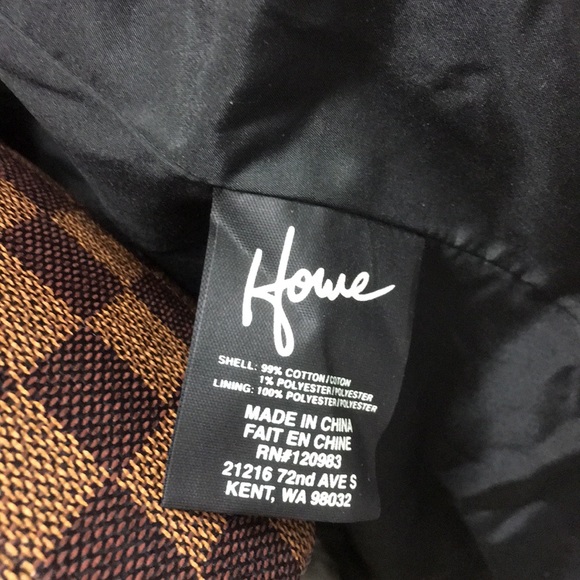 Howe
SHELL: 99% COTTON/COTON
1% POLYESTER/POLYESTER
LINING: 100% POLYESTER/POLYESTER
MADE IN CHINA
FAIT EN CHINE
RN#120983
21216 72nd AVE S
KENT, WA 98032